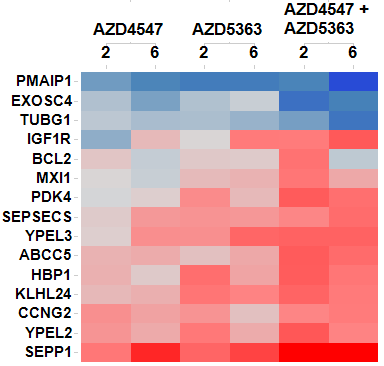 AZD4547 AZD5363 AZD4547 +
AZD5363
2 6 2 6 2 6
PMAIP1
EXOSC4
TUBG1
IGF1R
BCL2
MXI1
PDK4
SEPSECS
YPEL3
ABCC5
HBP1
KLHL24
CCNG2
YPEL2
SEPP1